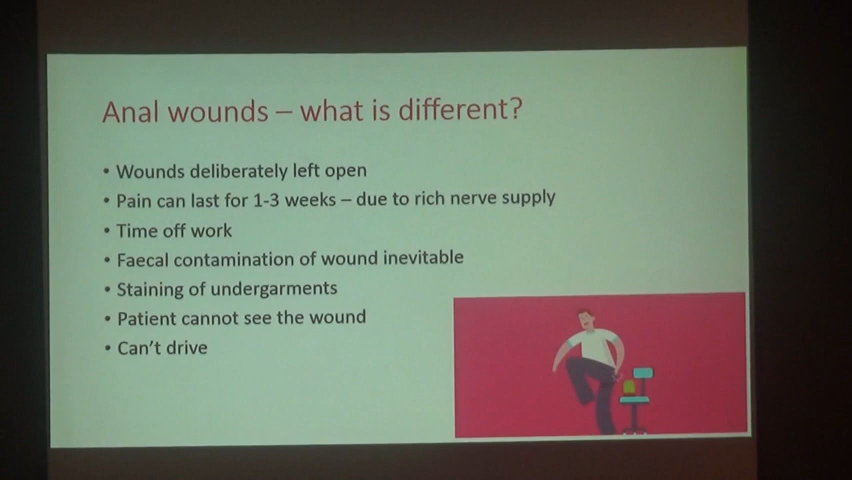 Anal wounds – what is different?
• Wounds deliberately left open
• Pain can last for 1-3 weeks – due to rich nerve supply
• Time off work
• Faecal contamination of wound inevitable
• Staining of undergarments
• Patient cannot see the wound
• Can't drive